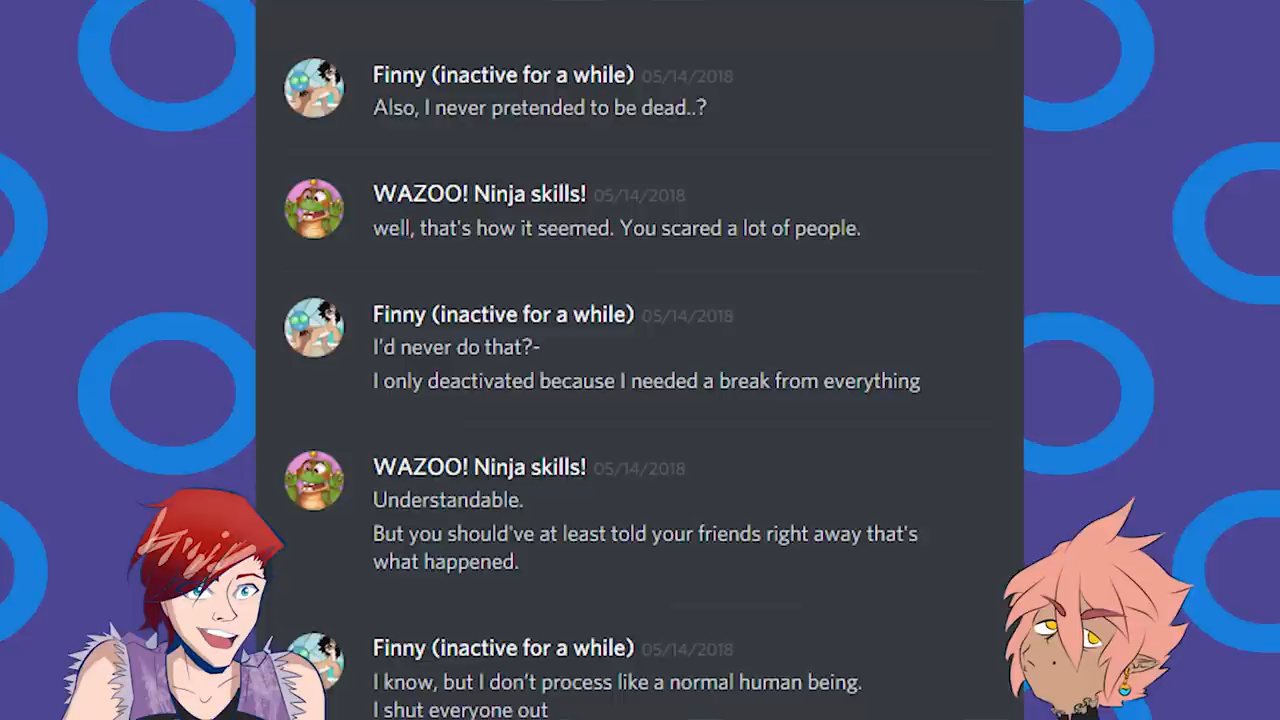 Finny (inactive for a while) 05/14/2018
Also, I never pretended to be dead..?
WAZOO! Ninja skills! 05/14/2018
well, that's how it seemed. You scared a lot of people.
Finny (inactive for a while) 05/14/2018
I'd never do that?-
I only deactivated because I needed a break from everything
WAZOO! Ninja skills! 05/14/2018
Understandable.
But you should've at least told your friends right away that's
what happened.
Finny (inactive for a while) 05/14/2018
I know, but I don't process like a normal human being.
I shut everyone out